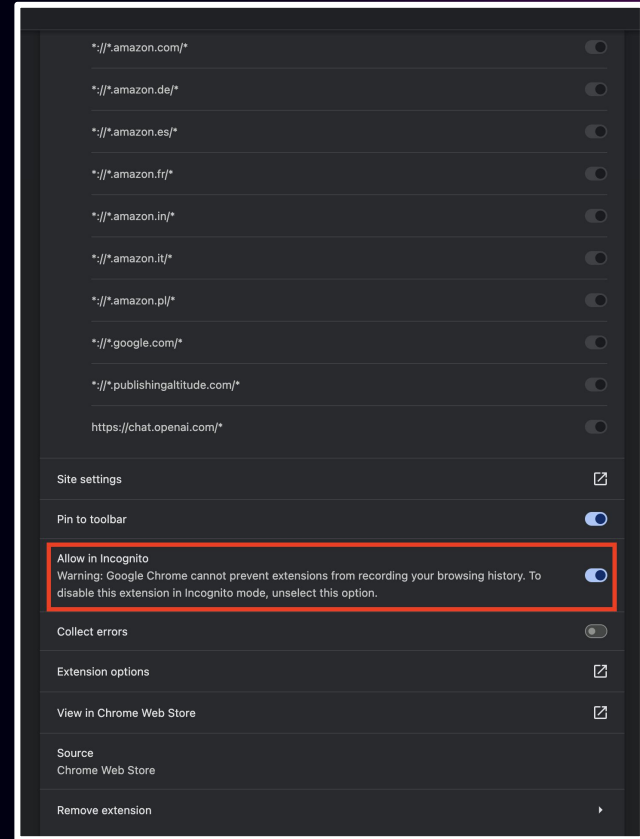 *://*.amazon.com/*
*://*.amazon.de/*
*://*.amazon.es/*
*://*.amazon.fr/*
*://*.amazon.in/*
*://*.amazon.it/*
*://*.amazon.pl/*
*://*.google.com/*
*://*.publishingaltitude.com/*
https://chat.openai.com/*
Site settings
Pin to toolbar
Allow in Incognito
Warning: Google Chrome cannot prevent extensions from recording your browsing history. To
disable this extension in Incognito mode, unselect this option.
Collect errors
Extension options
View in Chrome Web Store
Source
Chrome Web Store
Remove extension